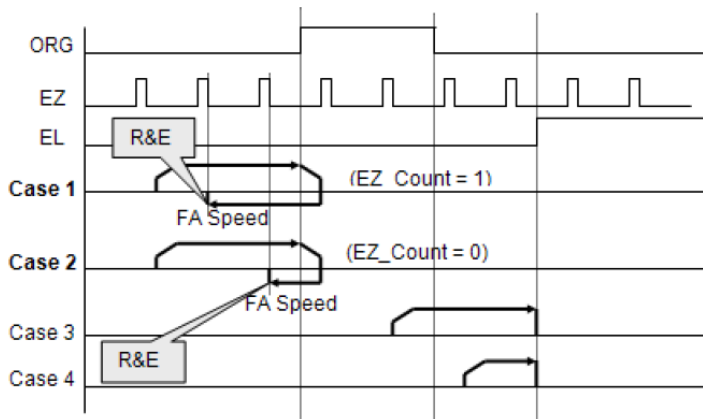 ORG
EZ
EL
R&E
Case 1
(EZ_Count = 1)
FA Speed
Case 2
(EZ_Count = 0)
FA Speed
Case 3
R&E
Case 4